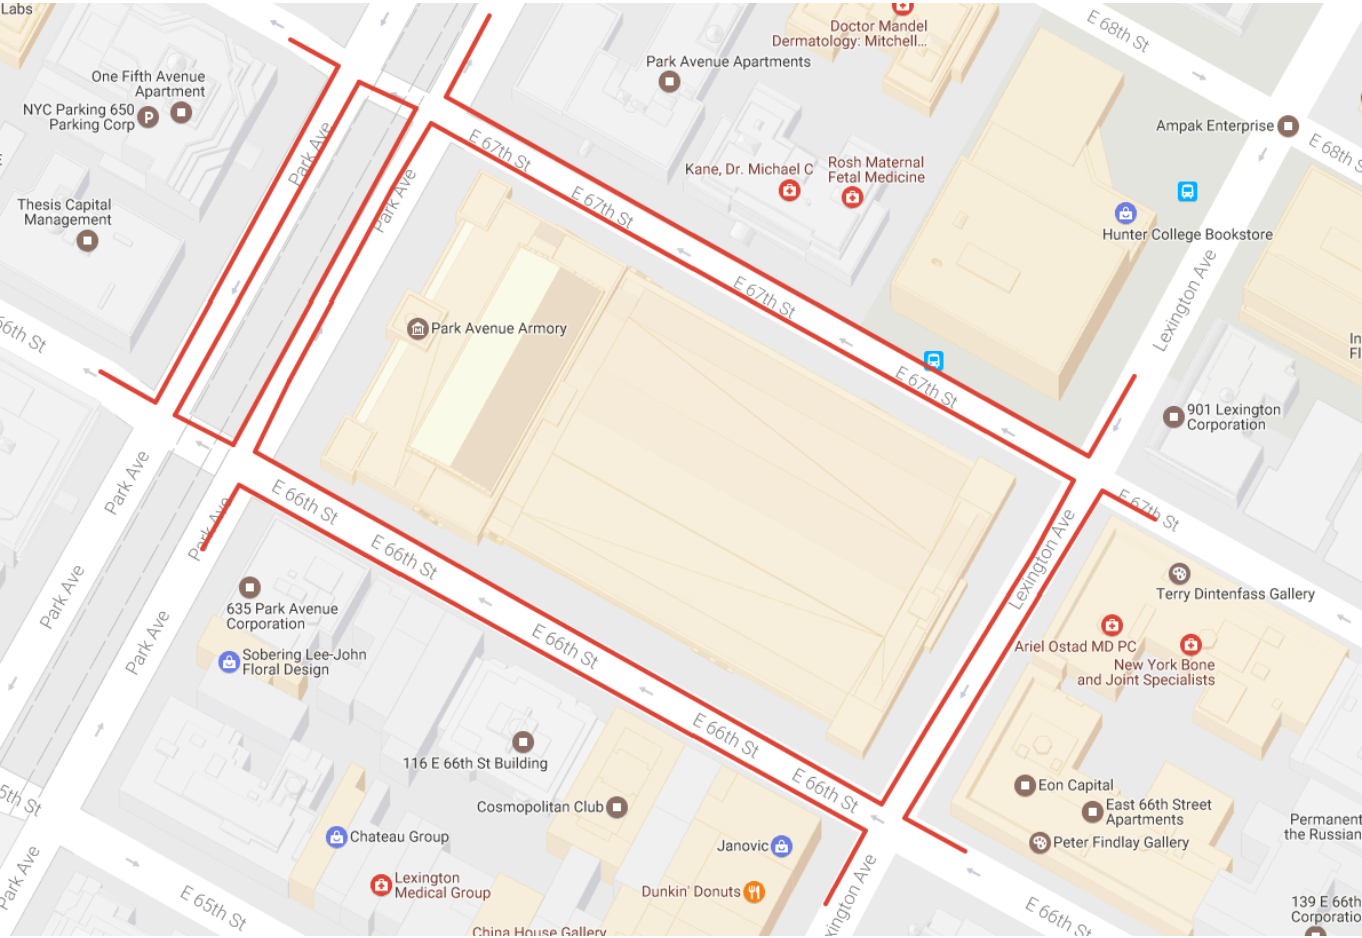 Labs
E 68th St
Doctor Mandel
Dermatology: Mitchell...
Park Avenue Apartments
One Fifth Avenue
Apartment
NYC Parking 650
Parking Corp
P
Ampak Enterprise
E 68th S
Park Ave
E 67th St
Kane, Dr. Michael C
Rosh Maternal
Fetal Medicine
E 67th St
Park Ave
Thesis Capital
Management
Hunter College Bookstore
Lexington Ave
E 67th St
66th St
Park Avenue Armory
In
Fl
E 67th St
901 Lexington
Corporation
Park Ave
E 66th St
E 67th St
Park Ave
E 66th St
Lexington Ave
Park Ave
Terry Dintenfass Gallery
635 Park Avenue
Corporation
Park Ave
E 66th St
Ariel Ostad MD PC
New York Bone
and Joint Specialists
Sobering Lee-John
Floral Design
E 66th St
116 E 66th St Building
E 66th St
Eon Capital
5th St
Cosmopolitan Club
East 66th Street
Apartments
Permanent
the Russian
Chateau Group
Janovic
Peter Findlay Gallery
Park Ave
Lexington
Medical Group
Dunkin' Donuts
xington Ave
E 65th St
E 66th St
139 E 66th
Corporatio
China House Gallery